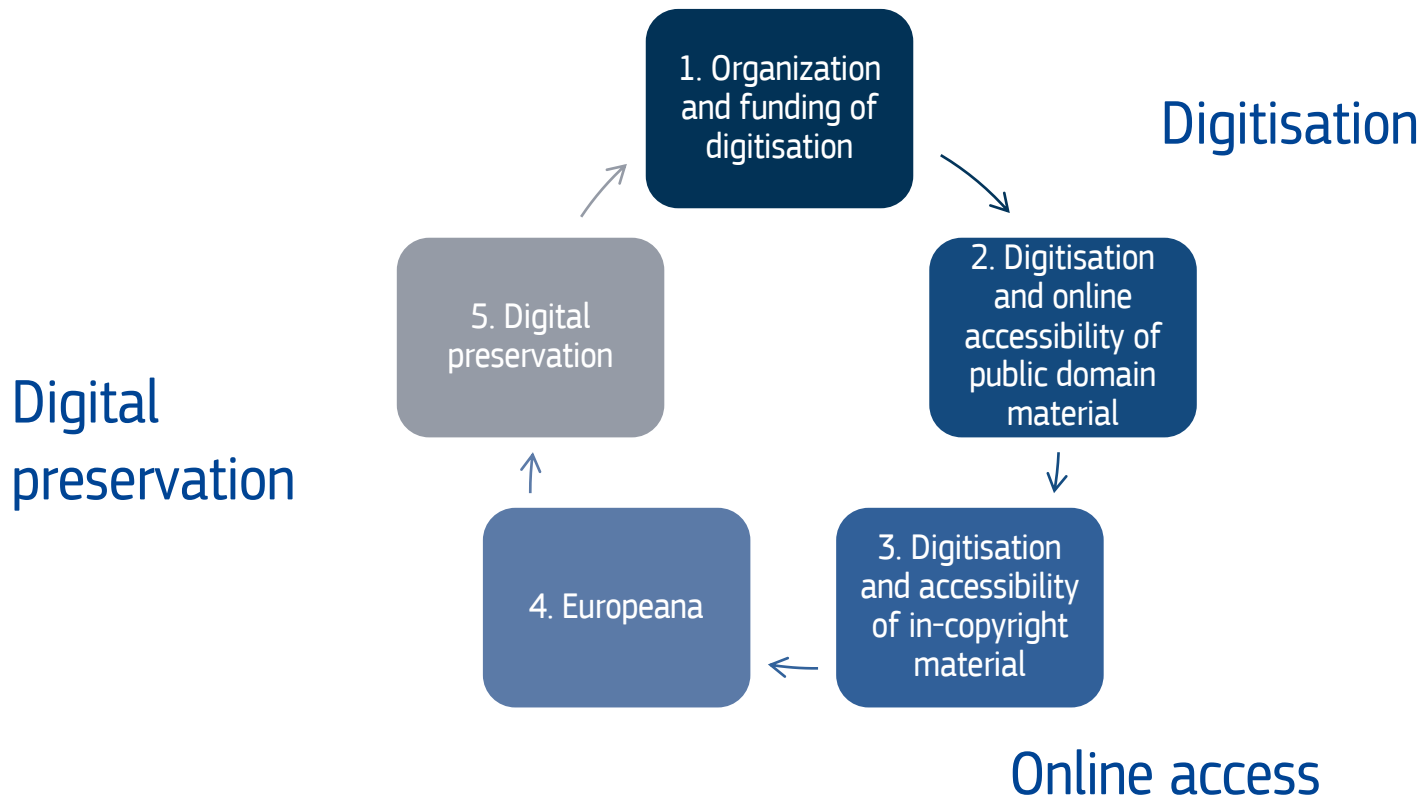 1. Organization
and funding of
digitisation
Digitisation
2. Digitisation
and online
accessibility of
public domain
material
3. Digitisation
and accessibility
of in-copyright
material
Online access
4. Europeana
5. Digital
preservation
Digital
preservation